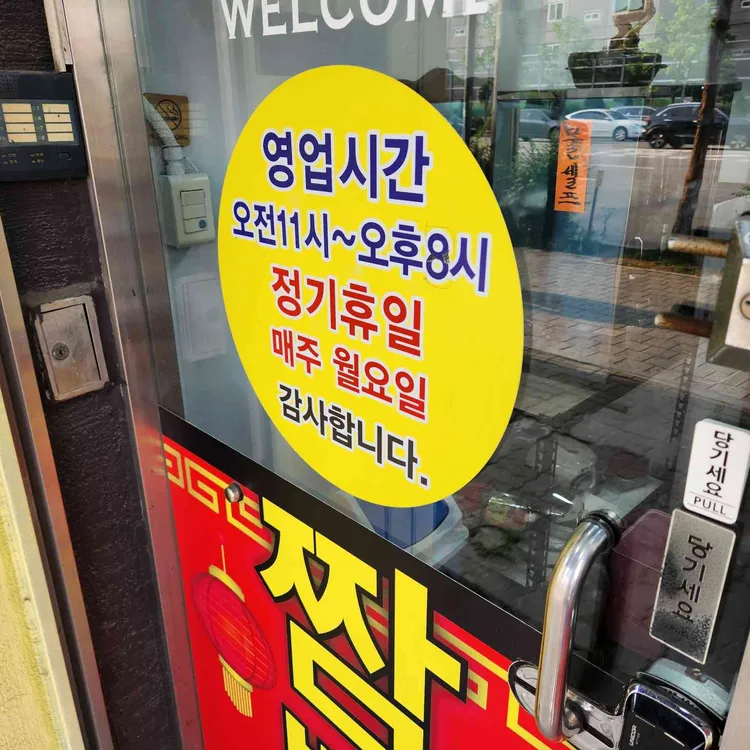 WELCOME
영업시간
오전11시~오후8시
정기휴일
매주 월요일
감사합니다.
당기세요
PULL
당기세요
짬